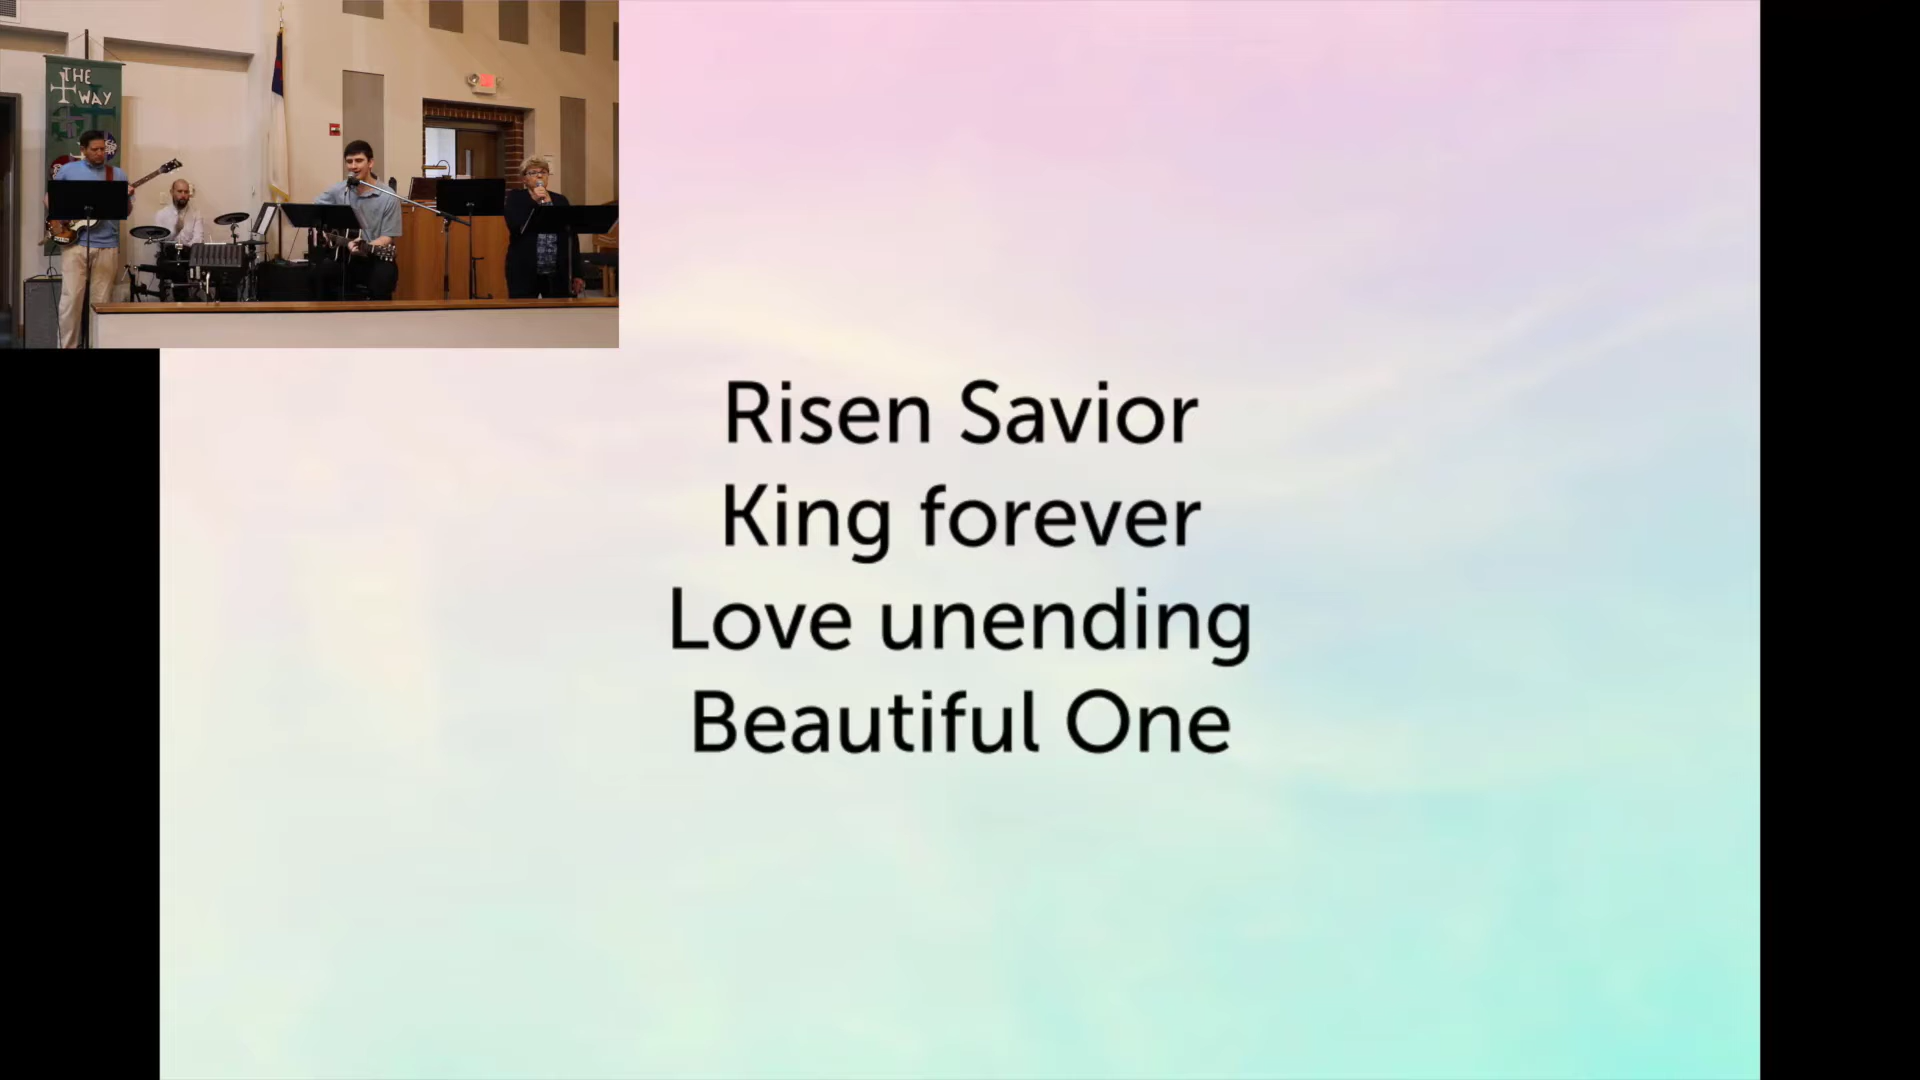 THE
WAY
Risen Savior
King forever
Love unending
Beautiful One